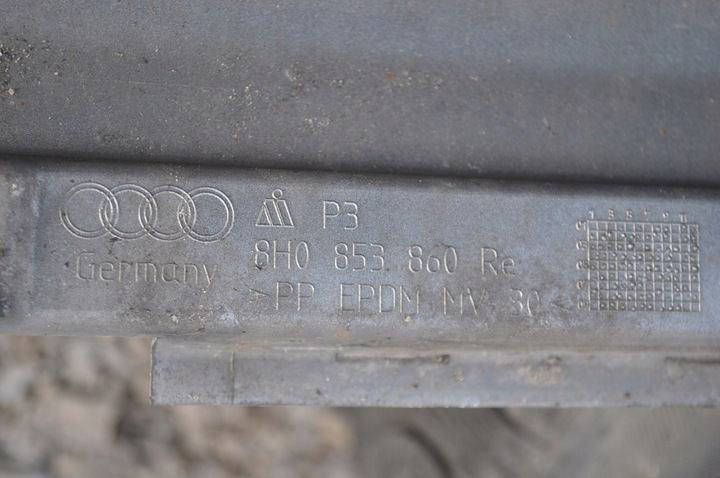 P3
8H0 853 860 Re
Germany
>PP EPDM MV 30<